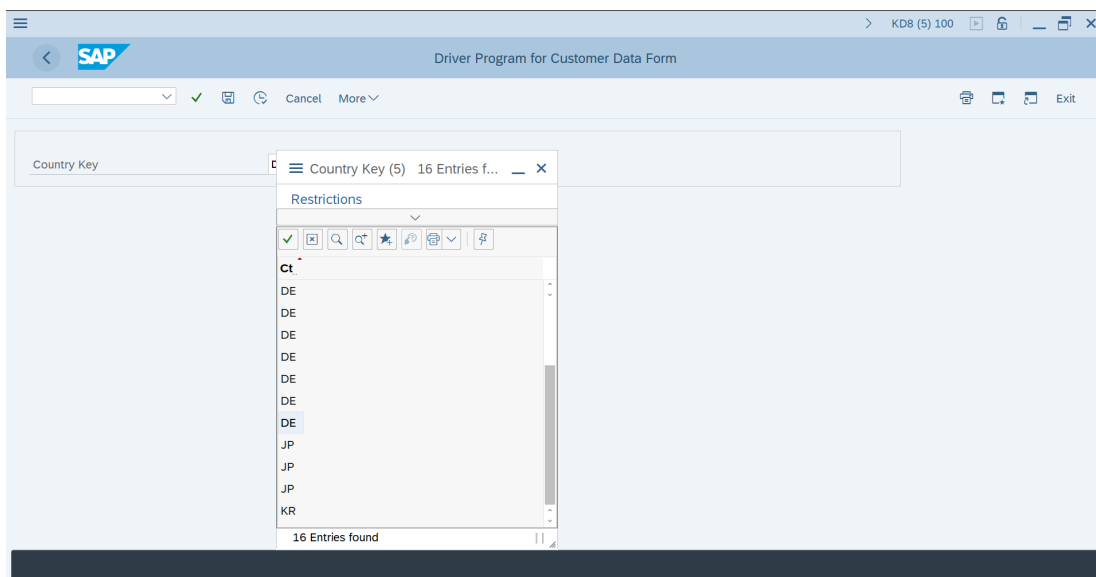 KD8 (5) 100
SAP
Driver Program for Customer Data Form
Cancel More Exit
Country Key D
Country Key (5) 16 Entries f...
Restrictions
Ct..
DE
DE
DE
DE
DE
DE
DE
JP
JP
JP
KR
16 Entries found